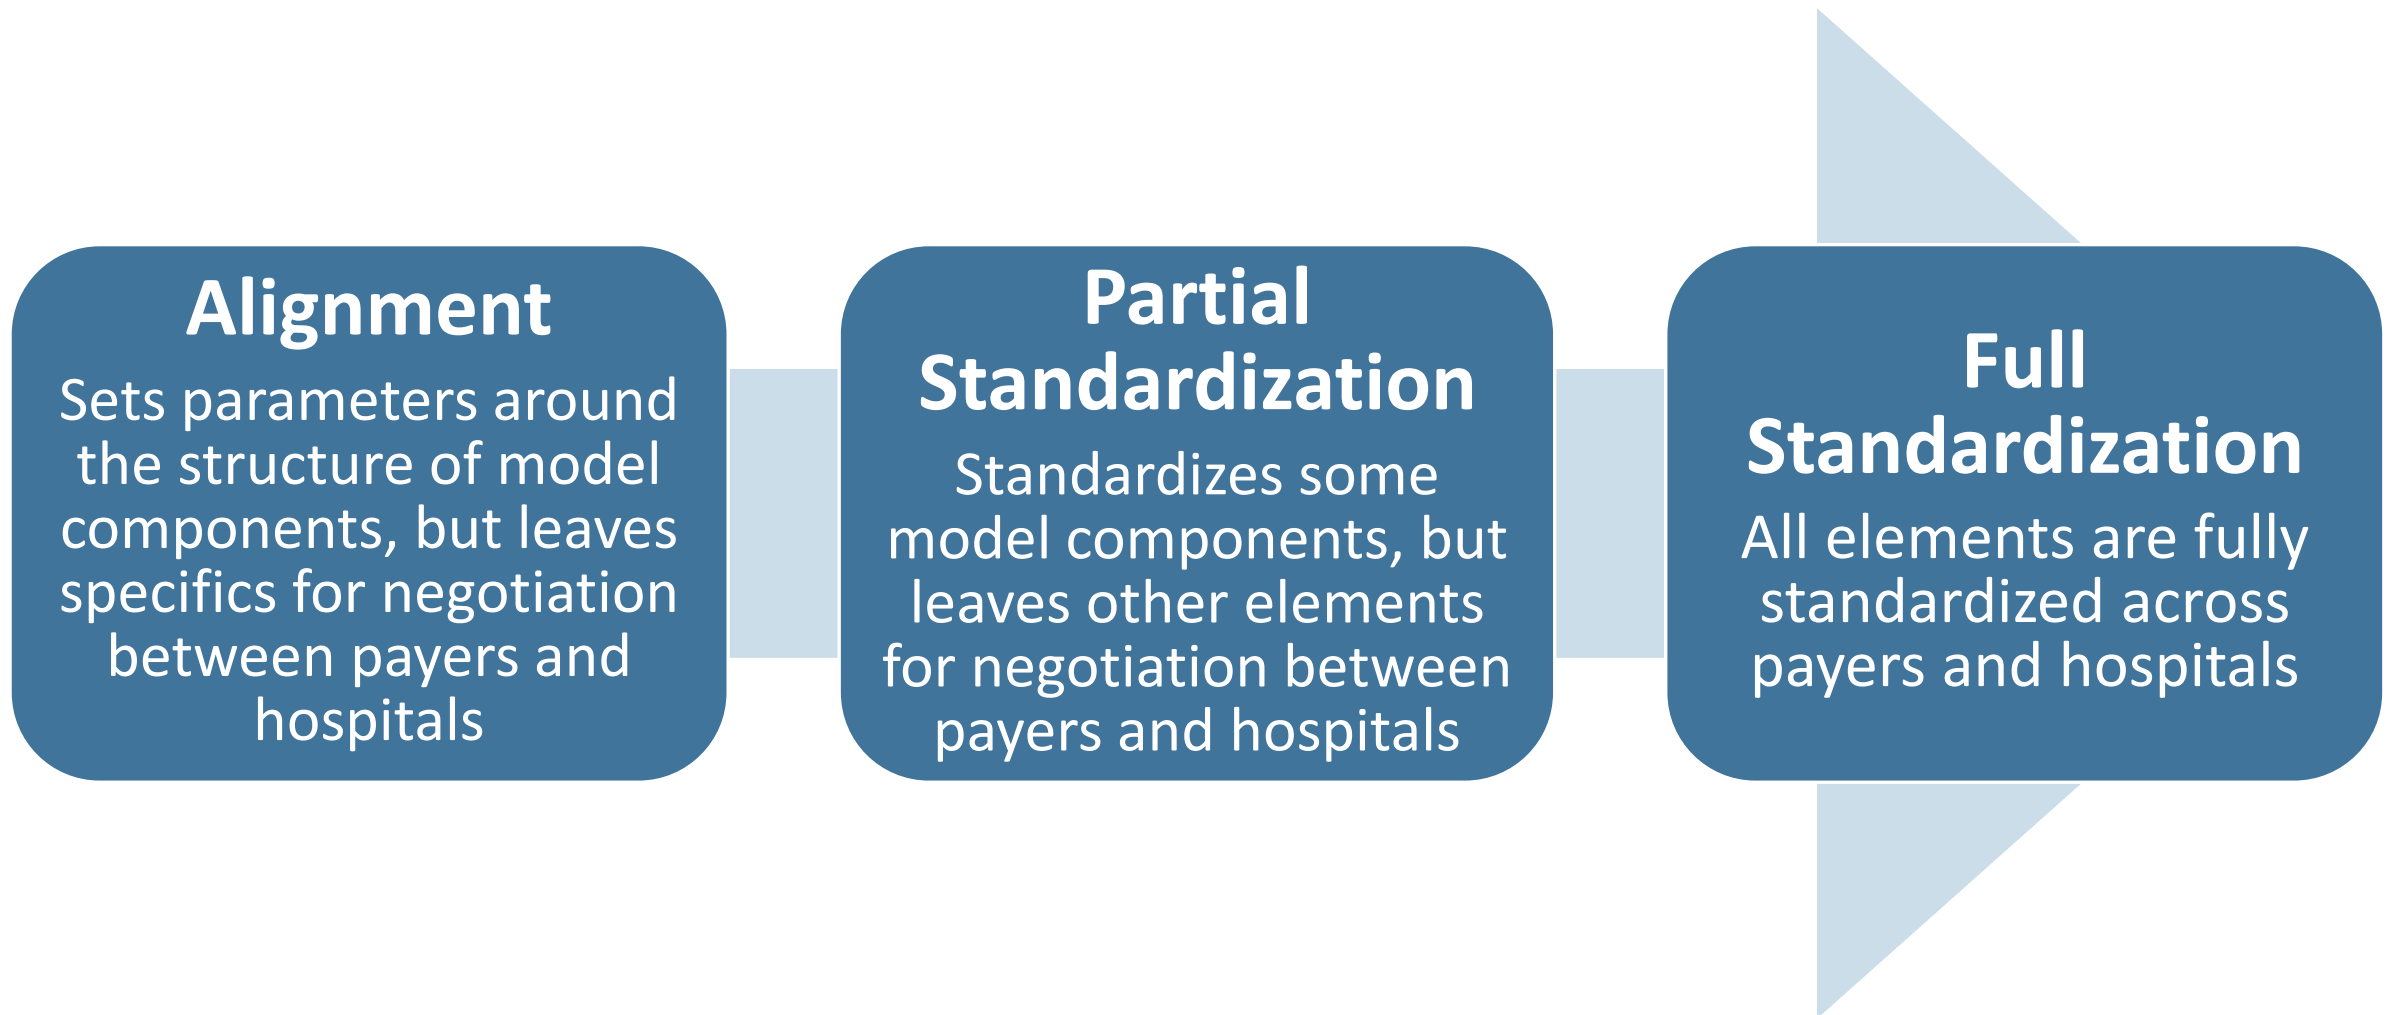 Alignment
Sets parameters around
the structure of model
components, but leaves
specifics for negotiation
between payers and
hospitals
Partial
Standardization
Standardizes some
model components, but
leaves other elements
for negotiation between
payers and hospitals
Full
Standardization
All elements are fully
standardized across
payers and hospitals